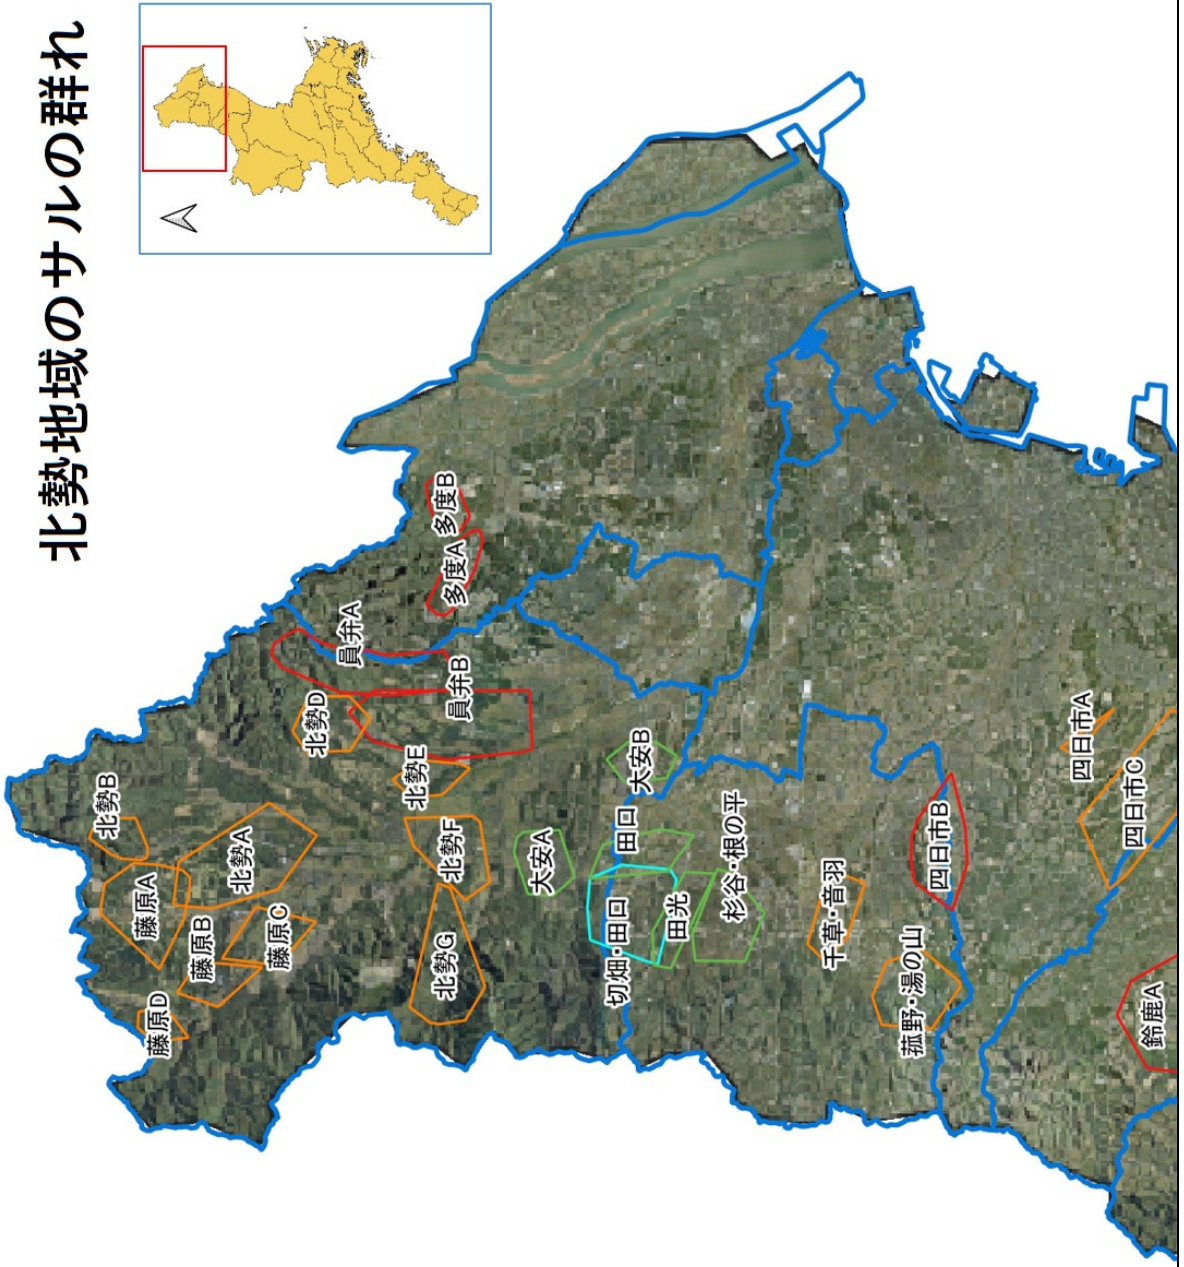 北勢地域のサルの群れ
北勢B
藤原A
藤原D
藤原B
北勢A
藤原C
北勢D
員弁A
北勢E
北勢F
北勢G
員弁B
多度A
多度B
大安A
大安B
田口
切畑・田口
田光
杉谷・根の平
千草・音羽
菰野・湯の山
四日市B
四日市A
四日市C
鈴鹿A